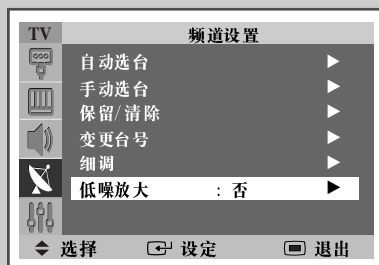 TV 频道设置
自动选台
手动选台
保留/清除
变更台号
细调
低噪放大 : 否
选择 设定 退出